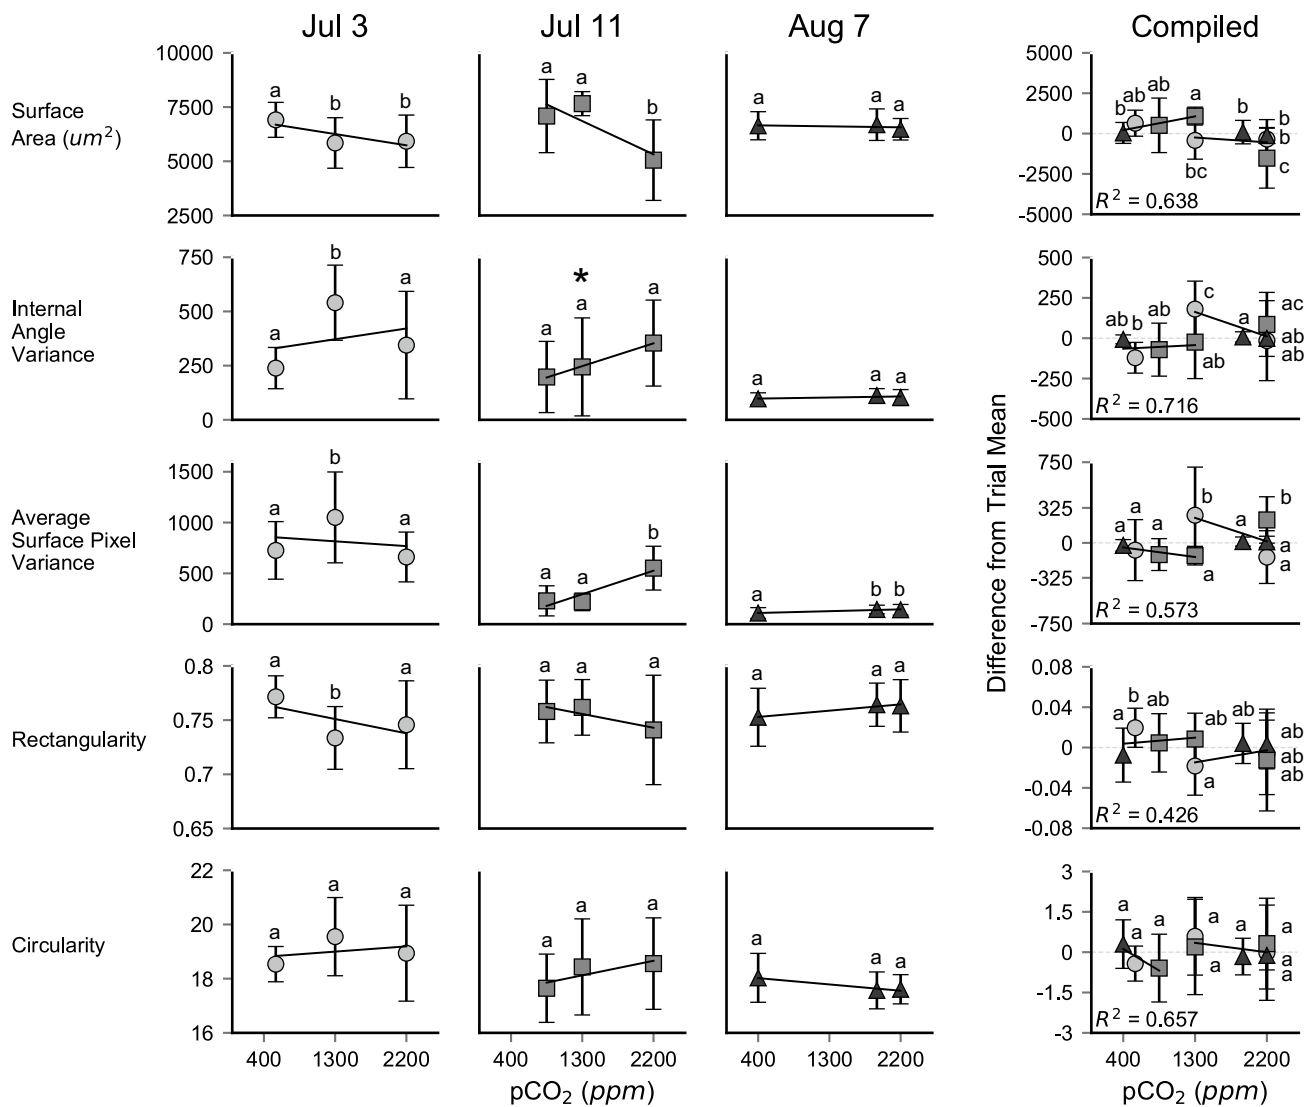 Jul 3 Jul 11 Aug 7 Compiled
Surface
Area (um²)
10000
7500
5000
2500
a b b
a a b
a a a
5000
2500
0
-2500
-5000
b ab ab a b b bc c
R² = 0.638
Internal
Angle
Variance
750
500
250
0
a b a
*
a a a
a a a
500
250
0
-250
-500
ab b ab c a ac ab ab ab
R² = 0.716
Average
Surface Pixel
Variance
1500
1000
500
0
a b a
a a b
a b b
750
325
0
-325
-750
a a a b a b a a a
R² = 0.573
Rectangularity
0.8
0.75
0.7
0.65
a b a
a a a
a a a
0.08
0.04
0
-0.04
-0.08
a b ab ab ab ab ab a ab
R² = 0.426
Circularity
22
20
18
16
a a a
a a a
a a a
3
1.5
0
-1.5
-3
a a a a a a a a a
R² = 0.657
Difference from Trial Mean
400 1300 2200 400 1300 2200 400 1300 2200 400 1300 2200
pCO₂ (ppm) pCO₂ (ppm)